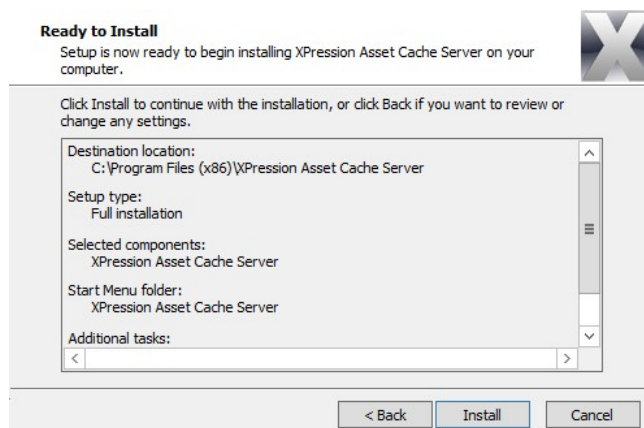 Ready to Install
Setup is now ready to begin installing XPression Asset Cache Server on your
computer.
X
Click Install to continue with the installation, or click Back if you want to review or
change any settings.
Destination location:
C:\Program Files (x86)\XPression Asset Cache Server
Setup type:
Full installation
Selected components:
XPression Asset Cache Server
Start Menu folder:
XPression Asset Cache Server
Additional tasks:
< Back
Install
Cancel